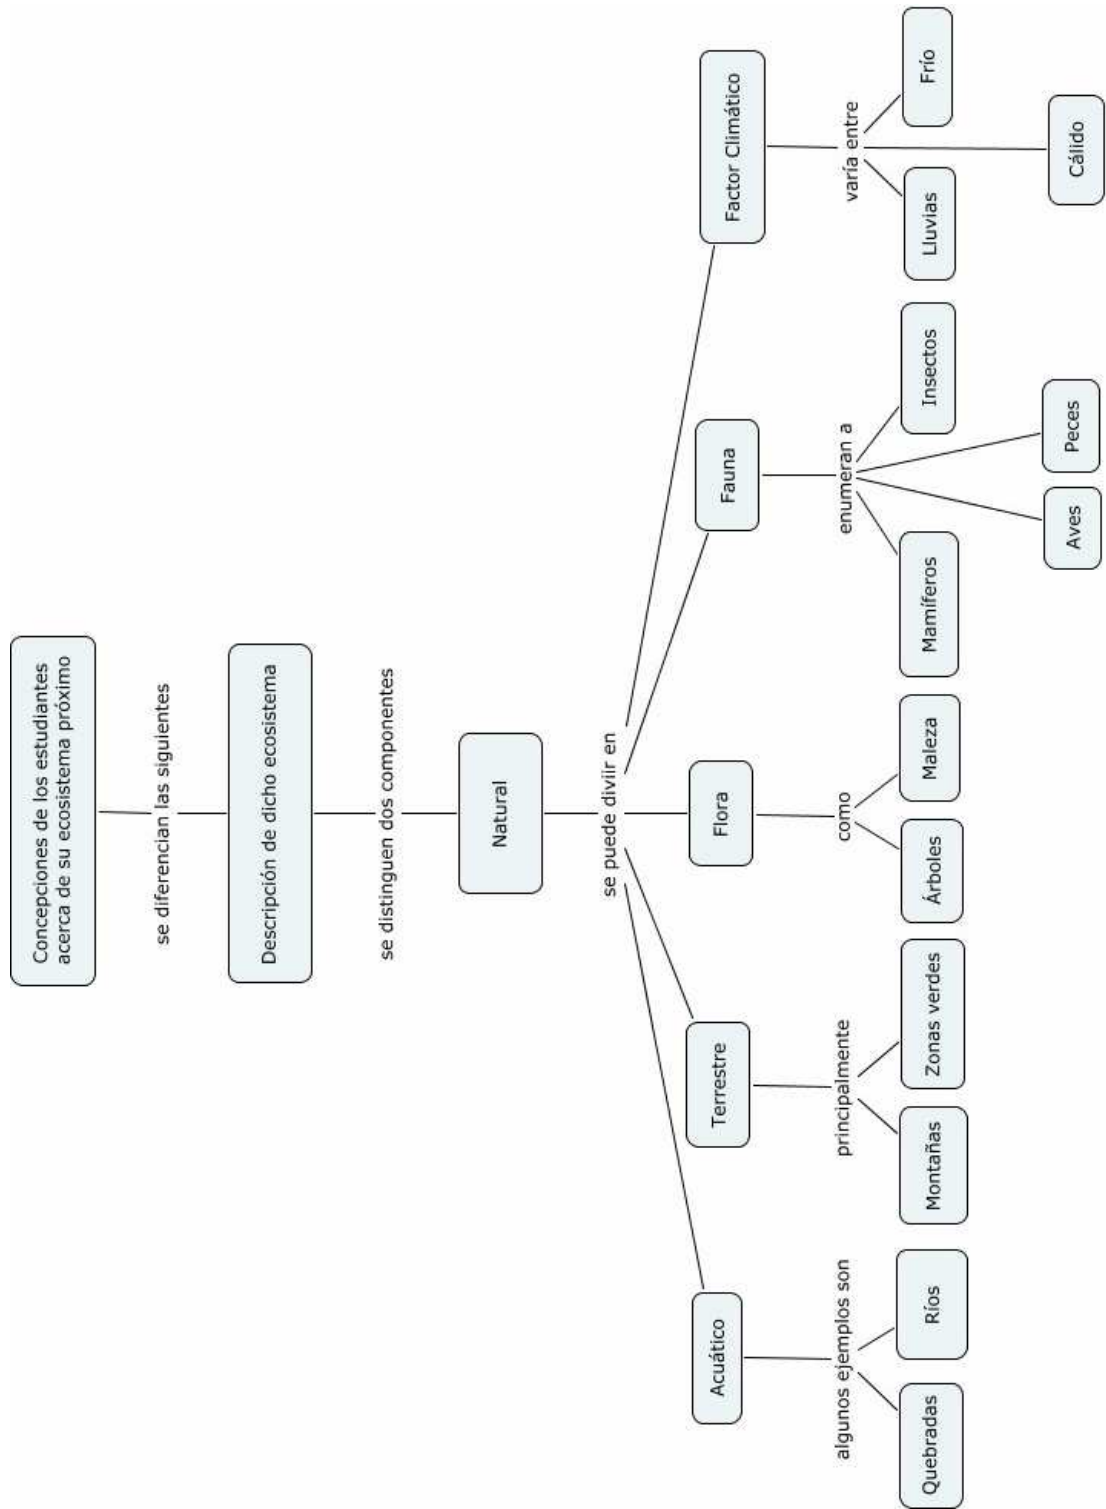 Concepciones de los estudiantes
acerca de su ecosistema próximo
se diferencian las siguientes
Descripción de dicho ecosistema
se distinguen dos componentes
Natural
se puede diviir en
Acuático
Terrestre
Flora
Fauna
Factor Climático
algunos ejemplos son
principalmente
como
enumeran a
varía entre
Quebradas
Ríos
Montañas
Zonas verdes
Árboles
Maleza
Mamíferos
Insectos
Lluvias
Frío
Aves
Peces
Cálido